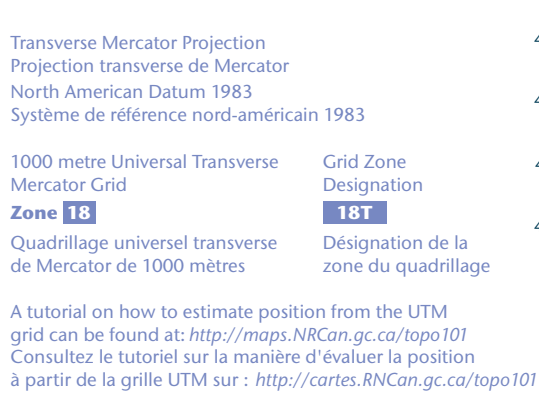 Transverse Mercator Projection
Projection transverse de Mercator
North American Datum 1983
Système de référence nord-américain 1983
1000 metre Universal Transverse
Mercator Grid
Zone 18
Quadrillage universel transverse
de Mercator de 1000 mètres
Grid Zone
Designation
18T
Désignation de la
zone du quadrillage
A tutorial on how to estimate position from the UTM
grid can be found at: http://maps.NRCan.gc.ca/topo101
Consultez le tutoriel sur la manière d'évaluer la position
à partir de la grille UTM sur : http://cartes.RNCan.gc.ca/topo101